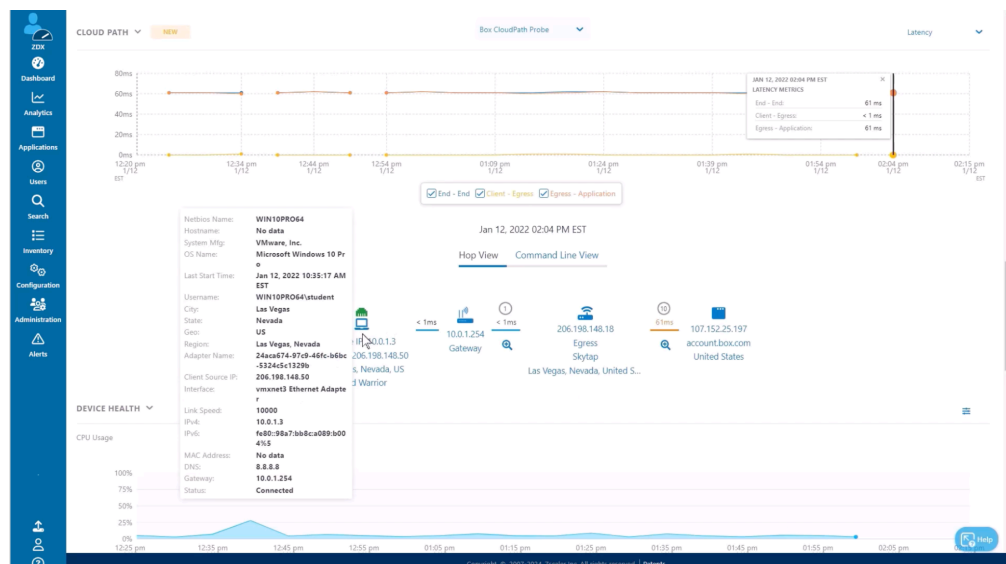 ZDX
Dashboard
Analytics
Applications
Users
Search
Inventory
Configuration
Administration
Alerts
CLOUD PATH
NEW
Box CloudPath Probe
Latency
80ms
60ms
40ms
20ms
0ms
12:20 pm 12:34 pm 12:44 pm 12:54 pm 01:09 pm 01:24 pm 01:39 pm 01:54 pm 02:04 pm 02:15 pm
1/12 1/12 1/12 1/12 1/12 1/12 1/12 1/12 1/12 1/12
EST EST
JAN 12, 2022 02:04 PM EST
LATENCY METRICS
End - End: 61 ms
Client - Egress: < 1 ms
Egress - Application: 61 ms
End - End Client - Egress Egress - Application
Jan 12, 2022 02:04 PM EST
Hop View Command Line View
Netbios Name: WIN10PRO64
Hostname: No data
System Mfg: VMware, Inc.
OS Name: Microsoft Windows 10 Pr
o
Last Start Time: Jan 12, 2022 10:35:17 AM
EST
Username: WIN10PRO64\student
City: Las Vegas
State: Nevada
Geo: US
Region: Las Vegas, Nevada
Adapter Name: 24aca674-97c9-46fc-b6bc
-5324c5c1329b
Client Source IP: 206.198.148.50
Interface: vmxnet3 Ethernet Adapte
r
Link Speed: 10000
IPv4: 10.0.1.3
IPv6: fe80::98a7:bb8c:a089:b00
4%5
MAC Address: No data
DNS: 8.8.8.8
Gateway: 10.0.1.254
Status: Connected
10.0.1.3
206.198.148.50
s, Nevada, US
d Warrior
< 1ms
10.0.1.254
Gateway
1
< 1ms
206.198.148.18
Egress
Skytap
Las Vegas, Nevada, United S...
10
61ms
107.152.25.197
account.box.com
United States
DEVICE HEALTH
CPU Usage
100%
75%
50%
25%
0%
12:25 pm 12:35 pm 12:45 pm 12:55 pm 01:05 pm 01:15 pm 01:25 pm 01:35 pm 01:45 pm 01:55 pm 02:05 pm
Help